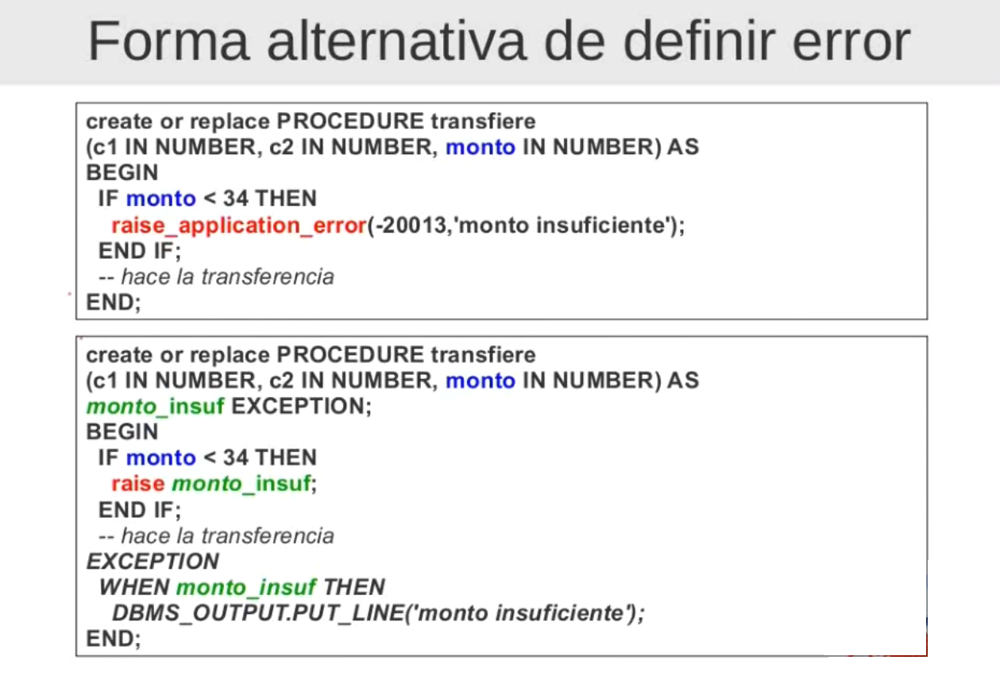 Forma alternativa de definir error
create or replace PROCEDURE transfiere
(c1 IN NUMBER, c2 IN NUMBER, monto IN NUMBER) AS
BEGIN
IF monto < 34 THEN
raise_application_error(-20013,'monto insuficiente');
END IF;
-- hace la transferencia
END;
create or replace PROCEDURE transfiere
(c1 IN NUMBER, c2 IN NUMBER, monto IN NUMBER) AS
monto_insuf EXCEPTION;
BEGIN
IF monto < 34 THEN
raise monto_insuf;
END IF;
-- hace la transferencia
EXCEPTION
WHEN monto_insuf THEN
DBMS_OUTPUT.PUT_LINE('monto insuficiente');
END;